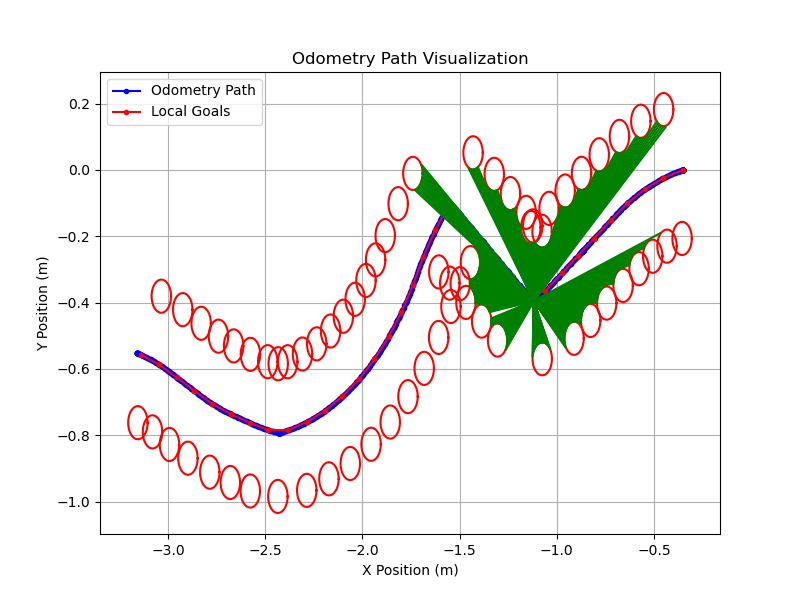 Odometry Path Visualization
Odometry Path
Local Goals
Y Position (m)
0.2
0.0
−0.2
−0.4
−0.6
−0.8
−1.0
−3.0 −2.5 −2.0 −1.5 −1.0 −0.5
X Position (m)